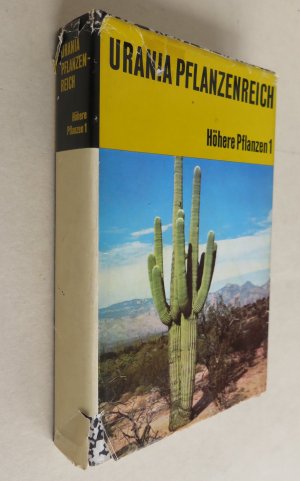 URANIA
PFLANZEN-
REICH
Höhere
Pflanzen 1
URANIA PFLANZENREICH
Höhere Pflanzen 1